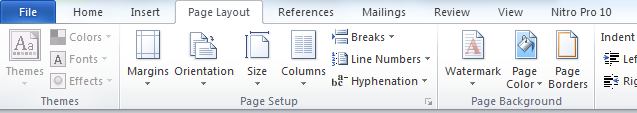 File Home Insert Page Layout References Mailings Review View Nitro Pro 10
Aa
Themes
Colors
Fonts
Effects
Themes
Margins
Orientation
Size
Columns
Breaks
Line Numbers
Hyphenation
Page Setup
Watermark
Page
Color
Page
Borders
Page Background
Indent